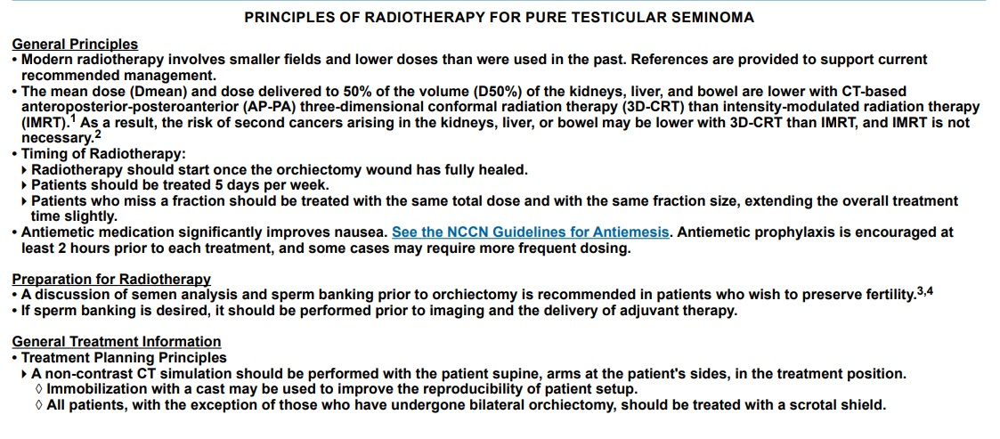 PRINCIPLES OF RADIOTHERAPY FOR PURE TESTICULAR SEMINOMA
General Principles
• Modern radiotherapy involves smaller fields and lower doses than were used in the past. References are provided to support current
recommended management.
• The mean dose (Dmean) and dose delivered to 50% of the volume (D50%) of the kidneys, liver, and bowel are lower with CT-based
anteroposterior-posteroanterior (AP-PA) three-dimensional conformal radiation therapy (3D-CRT) than intensity-modulated radiation therapy
(IMRT).1 As a result, the risk of second cancers arising in the kidneys, liver, or bowel may be lower with 3D-CRT than IMRT, and IMRT is not
necessary.2
• Timing of Radiotherapy:
▸ Radiotherapy should start once the orchiectomy wound has fully healed.
▸ Patients should be treated 5 days per week.
▸ Patients who miss a fraction should be treated with the same total dose and with the same fraction size, extending the overall treatment
time slightly.
• Antiemetic medication significantly improves nausea. See the NCCN Guidelines for Antiemesis. Antiemetic prophylaxis is encouraged at
least 2 hours prior to each treatment, and some cases may require more frequent dosing.
Preparation for Radiotherapy
• A discussion of semen analysis and sperm banking prior to orchiectomy is recommended in patients who wish to preserve fertility.3,4
• If sperm banking is desired, it should be performed prior to imaging and the delivery of adjuvant therapy.
General Treatment Information
• Treatment Planning Principles
▸ A non-contrast CT simulation should be performed with the patient supine, arms at the patient's sides, in the treatment position.
◊ Immobilization with a cast may be used to improve the reproducibility of patient setup.
◊ All patients, with the exception of those who have undergone bilateral orchiectomy, should be treated with a scrotal shield.